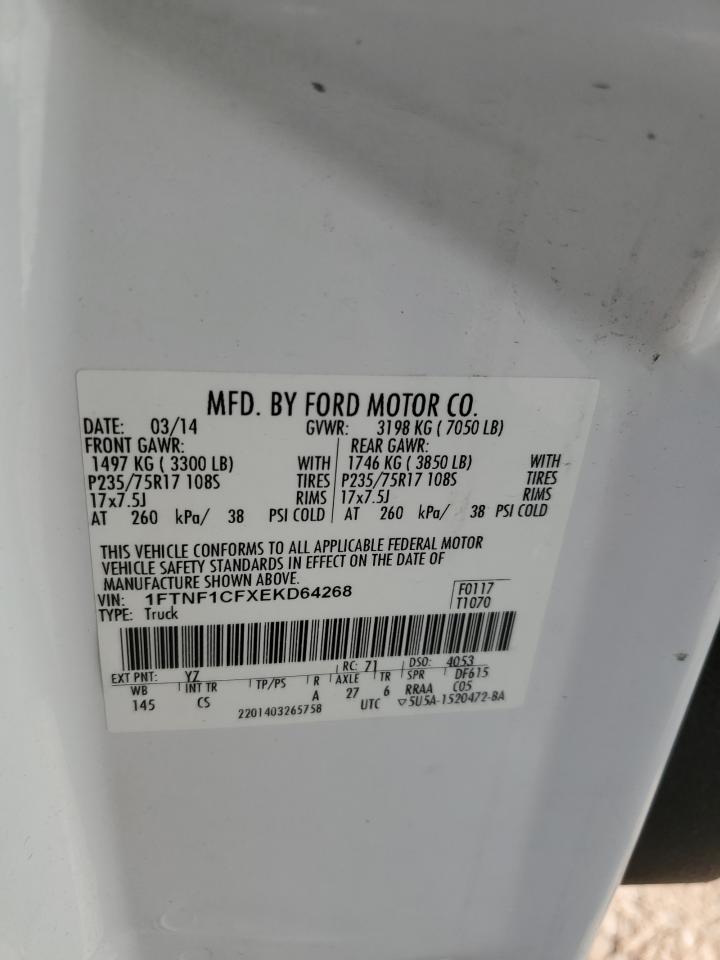 MFD. BY FORD MOTOR CO.
DATE: 03/14 GVWR: 3198 KG ( 7050 LB)
FRONT GAWR: REAR GAWR:
1497 KG ( 3300 LB) WITH 1746 KG ( 3850 LB) WITH
P235/75R17 108S TIRES P235/75R17 108S TIRES
17x7.5J RIMS 17x7.5J RIMS
AT 260 kPa/ 38 PSI COLD AT 260 kPa/ 38 PSI COLD
THIS VEHICLE CONFORMS TO ALL APPLICABLE FEDERAL MOTOR
VEHICLE SAFETY STANDARDS IN EFFECT ON THE DATE OF
MANUFACTURE SHOWN ABOVE.
VIN: 1FTNF1CFXEKD64268 F0117
TYPE: Truck T1070
EXT PNT: YZ RC: 71 DSO: 4053
WB INT TR TP/PS R AXLE TR SPR DF615
145 CS A 27 6 RRAA C05
2201403265758 UTC ▽5U5A-1520472-BA